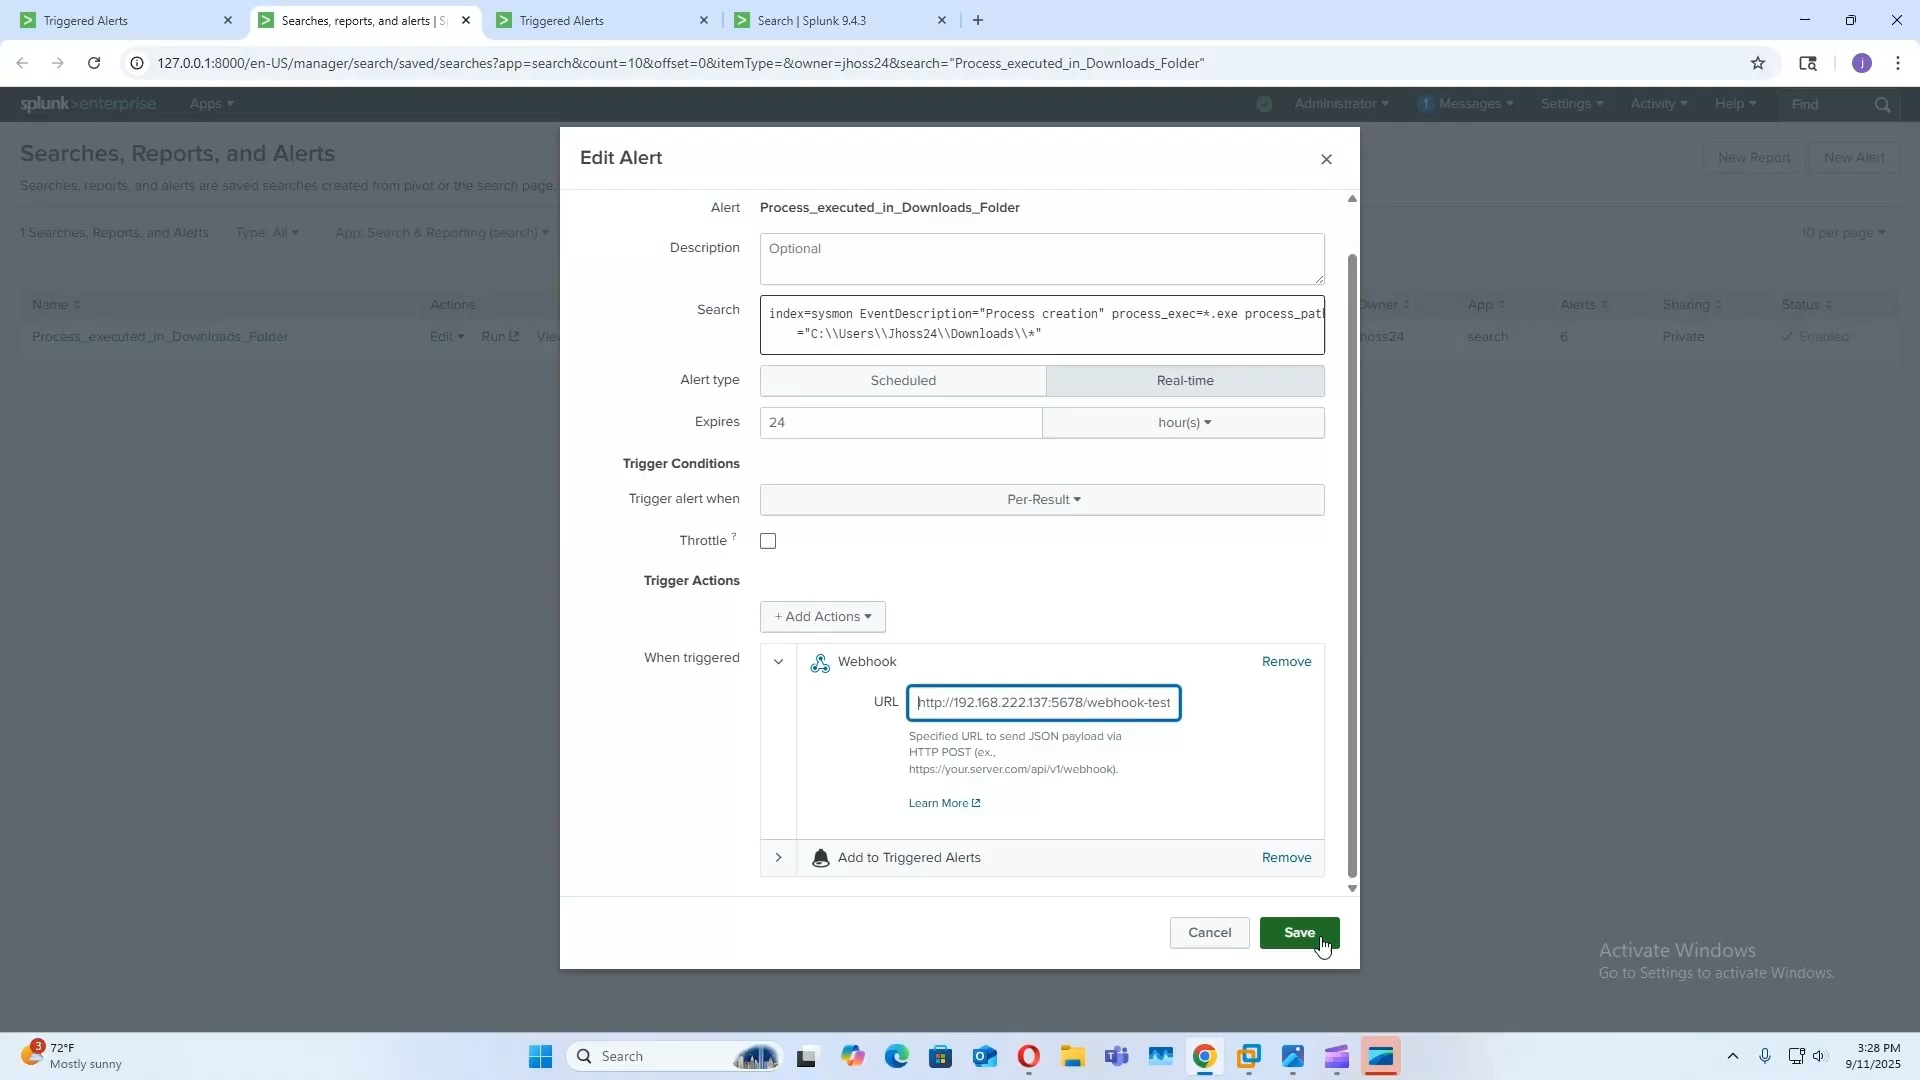 Triggered Alerts
Searches, reports, and alerts | S
Triggered Alerts
Search | Splunk 9.4.3
127.0.0.1:8000/en-US/manager/search/saved/searches?app=search&count=10&offset=0&itemType=&owner=jhoss24&search="Process_executed_in_Downloads_Folder"
j
splunk>enterprise
Apps
Administrator
1 Messages
Settings
Activity
Help
Find
Searches, Reports, and Alerts
Searches, reports, and alerts are saved searches created from pivot or the search page.
New Report
New Alert
1 Searches, Reports, and Alerts
Type: All
App: Search & Reporting (search)
10 per page
Name
Actions
Owner
App
Alerts
Sharing
Status
Process_executed_in_Downloads_Folder
Edit
Run
View
hoss24
search
6
Private
Enabled
Edit Alert
Alert
Process_executed_in_Downloads_Folder
Description
Optional
Search
index=sysmon EventDescription="Process creation" process_exec=*.exe process_path
="C:\\Users\\Jhoss24\\Downloads\\*"
Alert type
Scheduled
Real-time
Expires
24
hour(s)
Trigger Conditions
Trigger alert when
Per-Result
Throttle ?
Trigger Actions
+ Add Actions
When triggered
Webhook
Remove
URL
http://192.168.222.137:5678/webhook-test
Specified URL to send JSON payload via
HTTP POST (ex.,
https://your.server.com/api/v1/webhook).
Learn More
Add to Triggered Alerts
Remove
Cancel
Save
Activate Windows
Go to Settings to activate Windows.
3
72°F
Mostly sunny
Search
3:28 PM
9/11/2025